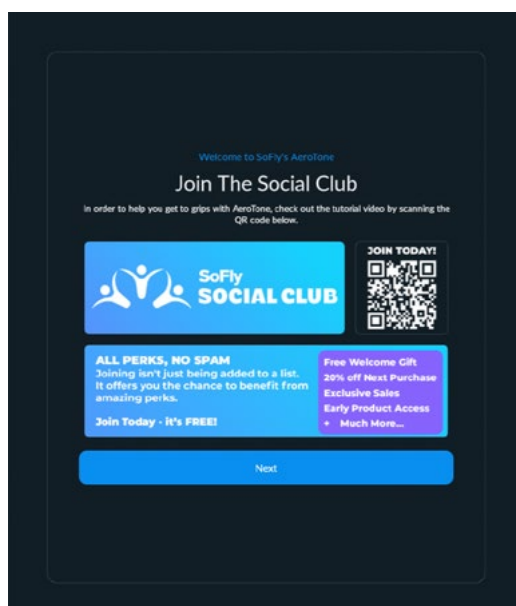 Welcome to SoFly's AeroTone
Join The Social Club
In order to help you get to grips with AeroTone, check out the tutorial video by scanning the
QR code below.
SoFly
SOCIAL CLUB
JOIN TODAY!
ALL PERKS, NO SPAM
Joining isn't just being added to a list.
It offers you the chance to benefit from
amazing perks.
Join Today - it's FREE!
Free Welcome Gift
20% off Next Purchase
Exclusive Sales
Early Product Access
+ Much More...
Next